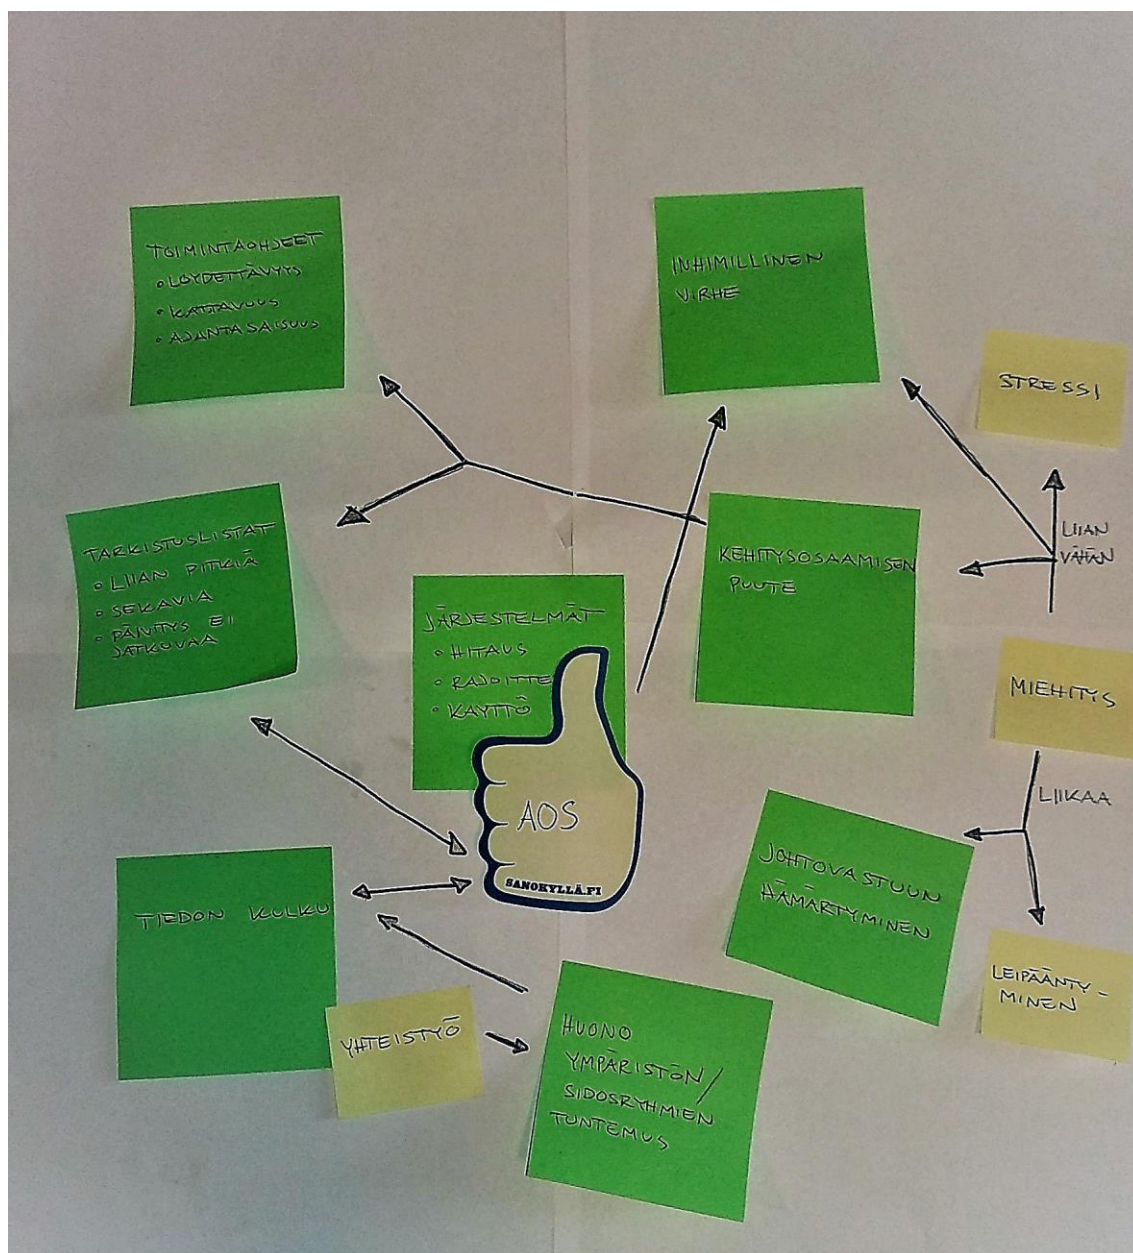 TOIMINTAOHJEET
• LÖYDETTÄVYYS
• KATTAVUUS
• AJANTASAISUUS
INHIMILLINEN
VIRHE
STRESSI
TARKISTUSLISTAT
• LIIAN PITKIÄ
• SEKAVIA
• PÄIVITYS EI
JATKUVAA
KEHITYSOSAAMISEN
PUUTE
LIIAN
VÄHÄN
JÄRJESTELMÄT
• HITAUS
• RAJOITTE
• KÄYTTÖ
MIEHITYS
LIIKAA
AOS
SANOKYLLÄ.FI
JOHTOVASTUUN
HÄMÄRTYMINEN
TIEDON KULKU
LEIPÄÄNTY-
MINEN
YHTEISTYÖ
HUONO
YMPÄRISTÖN/
SIDOSRYHMIEN
TUNTEMUS